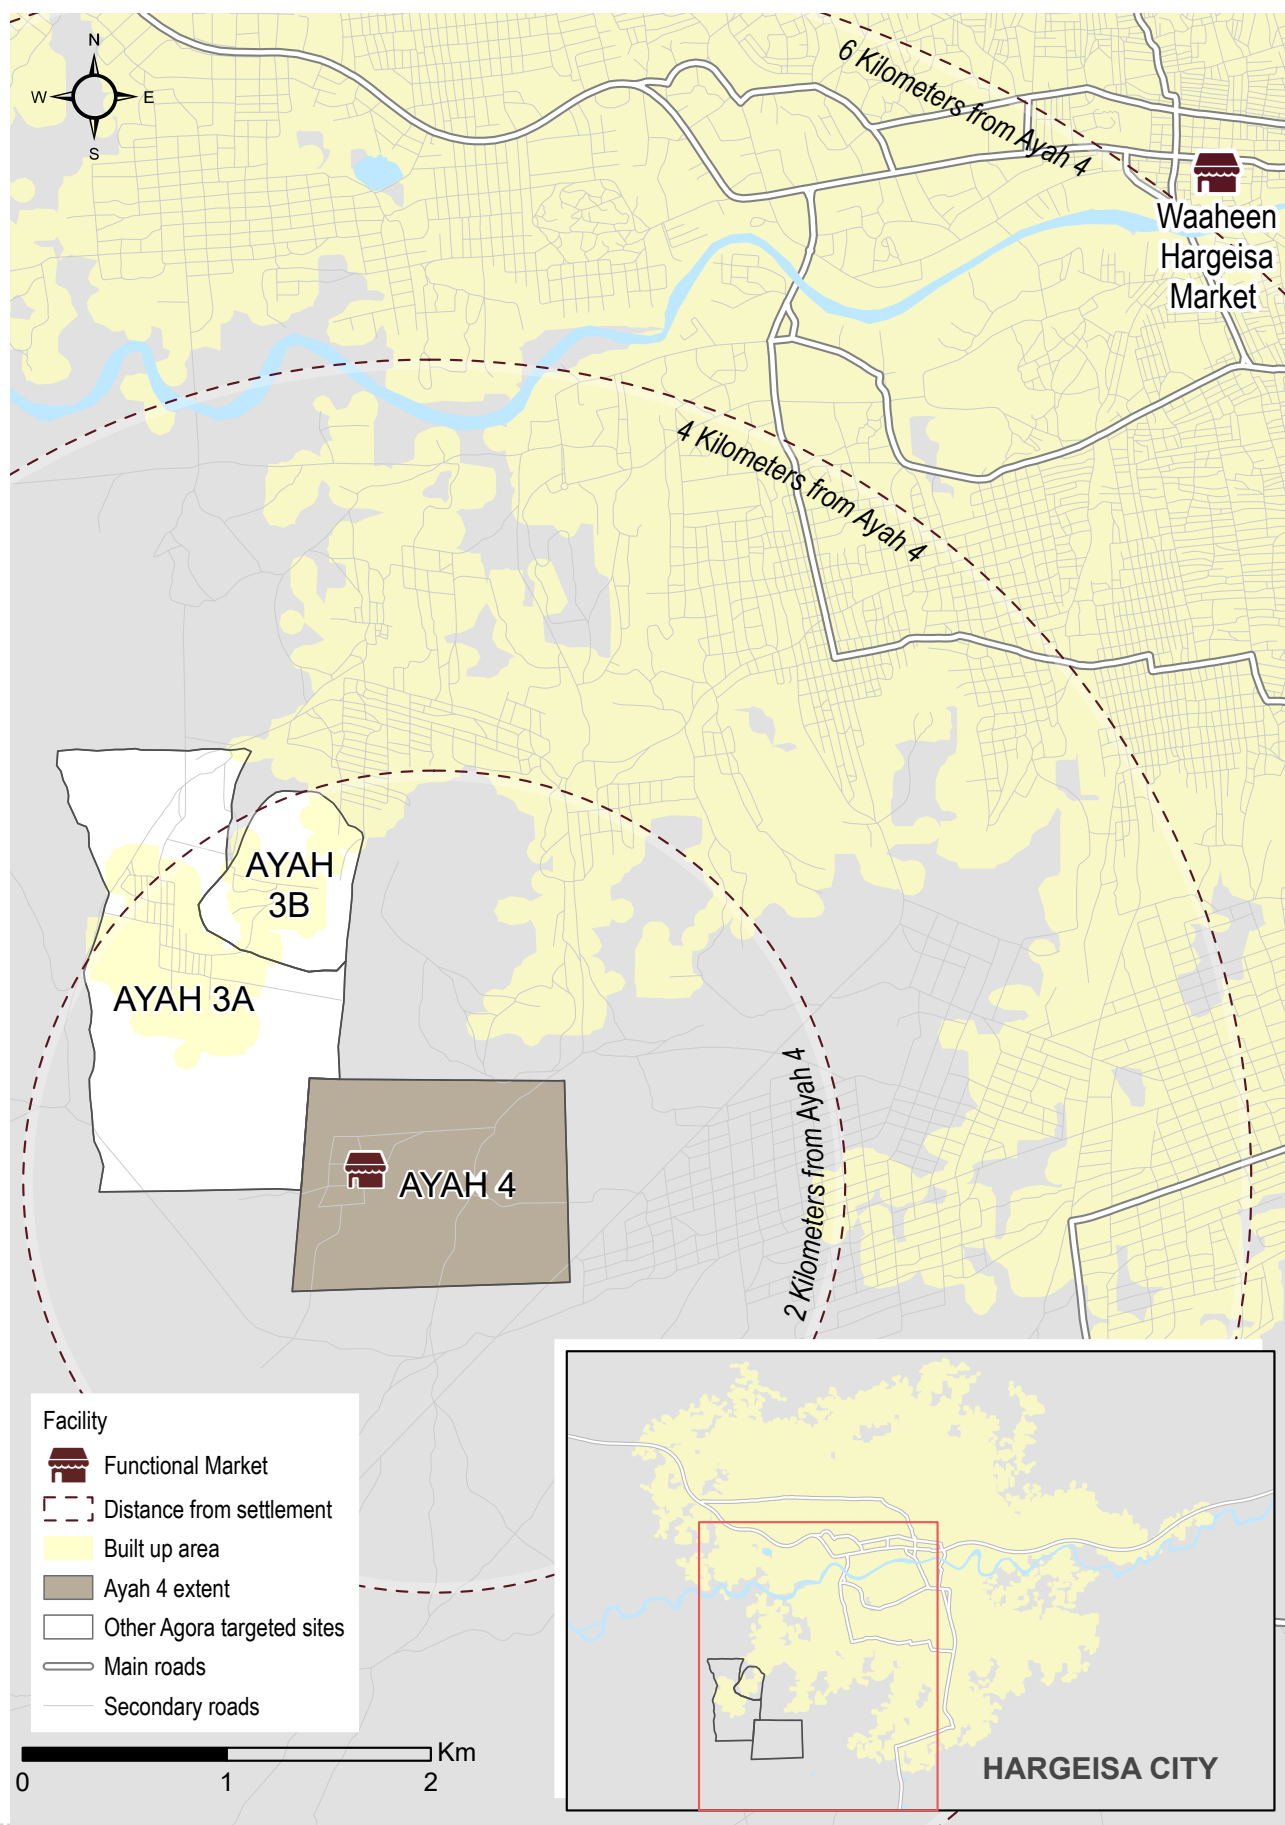 N
W
E
S
6 Kilometers from Ayah 4
Waaheen
Hargeisa
Market
4 Kilometers from Ayah 4
AYAH
3B
AYAH 3A
2 Kilometers from Ayah 4
AYAH 4
Facility
Functional Market
Distance from settlement
Built up area
Ayah 4 extent
Other Agora targeted sites
Main roads
Secondary roads
Km
0
1
2
HARGEISA CITY